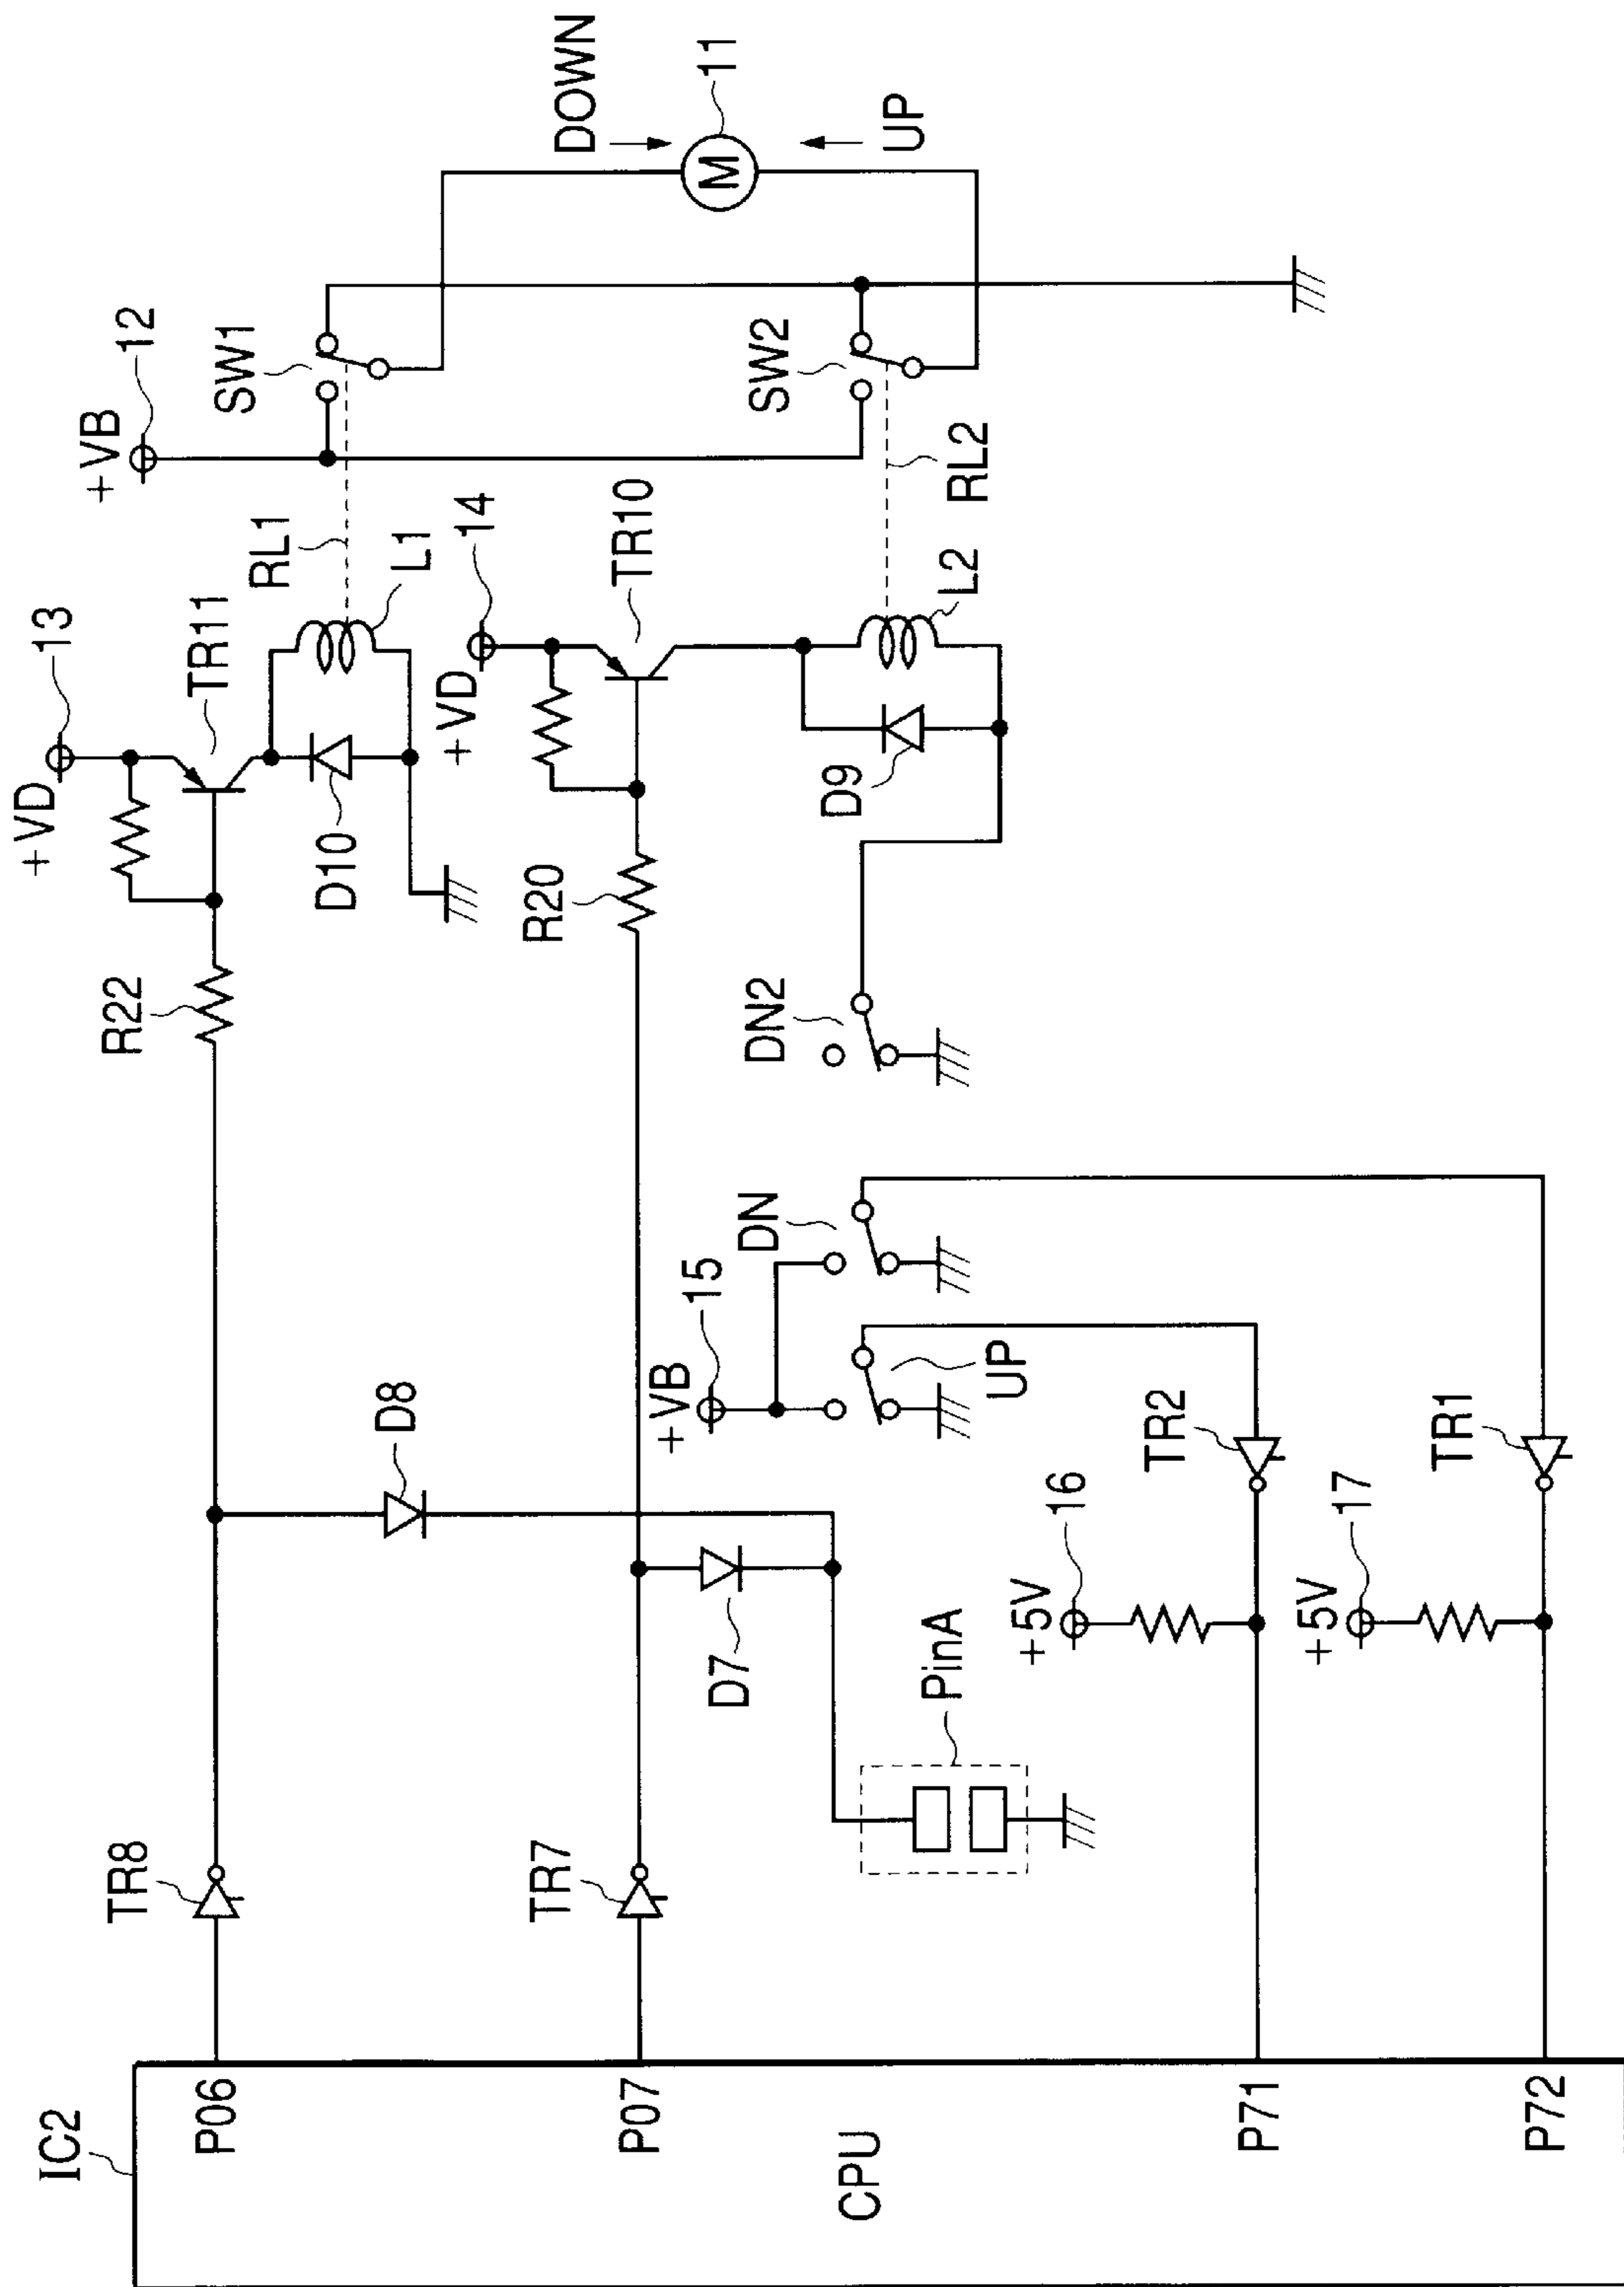 IC2
CPU
P06
P07
P71
P72
TR8
TR7
PinA
D8
D7
+5V
16
+5V
17
TR2
TR1
+VB
15
UP
DN
DN2
R22
R20
+VD
13
TR11
D10
L1
RL1
+VD
14
TR10
D9
L2
RL2
+VB
12
SW1
SW2
DOWN
11
M
UP